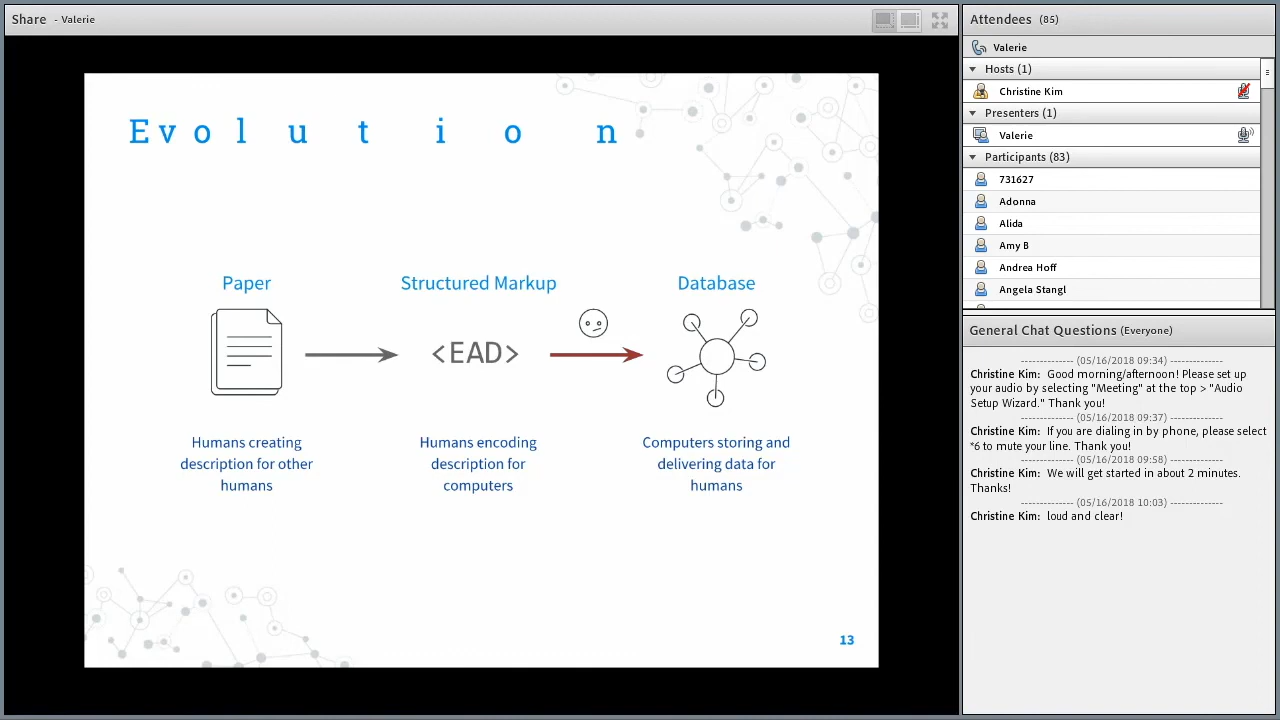 Share - Valerie
Evolution
Paper
Structured Markup
Database
<EAD>
Humans creating
description for other
humans
Humans encoding
description for
computers
Computers storing and
delivering data for
humans
13
Attendees (85)
Valerie
Hosts (1)
Christine Kim
Presenters (1)
Valerie
Participants (83)
731627
Adonna
Alida
Amy B
Andrea Hoff
Angela Stangl
General Chat Questions (Everyone)
------------- (05/16/2018 09:34) -------------
Christine Kim: Good morning/afternoon! Please set up
your audio by selecting "Meeting" at the top > "Audio
Setup Wizard." Thank you!
------------- (05/16/2018 09:37) -------------
Christine Kim: If you are dialing in by phone, please select
*6 to mute your line. Thank you!
------------- (05/16/2018 09:58) -------------
Christine Kim: We will get started in about 2 minutes.
Thanks!
------------- (05/16/2018 10:03) -------------
Christine Kim: loud and clear!